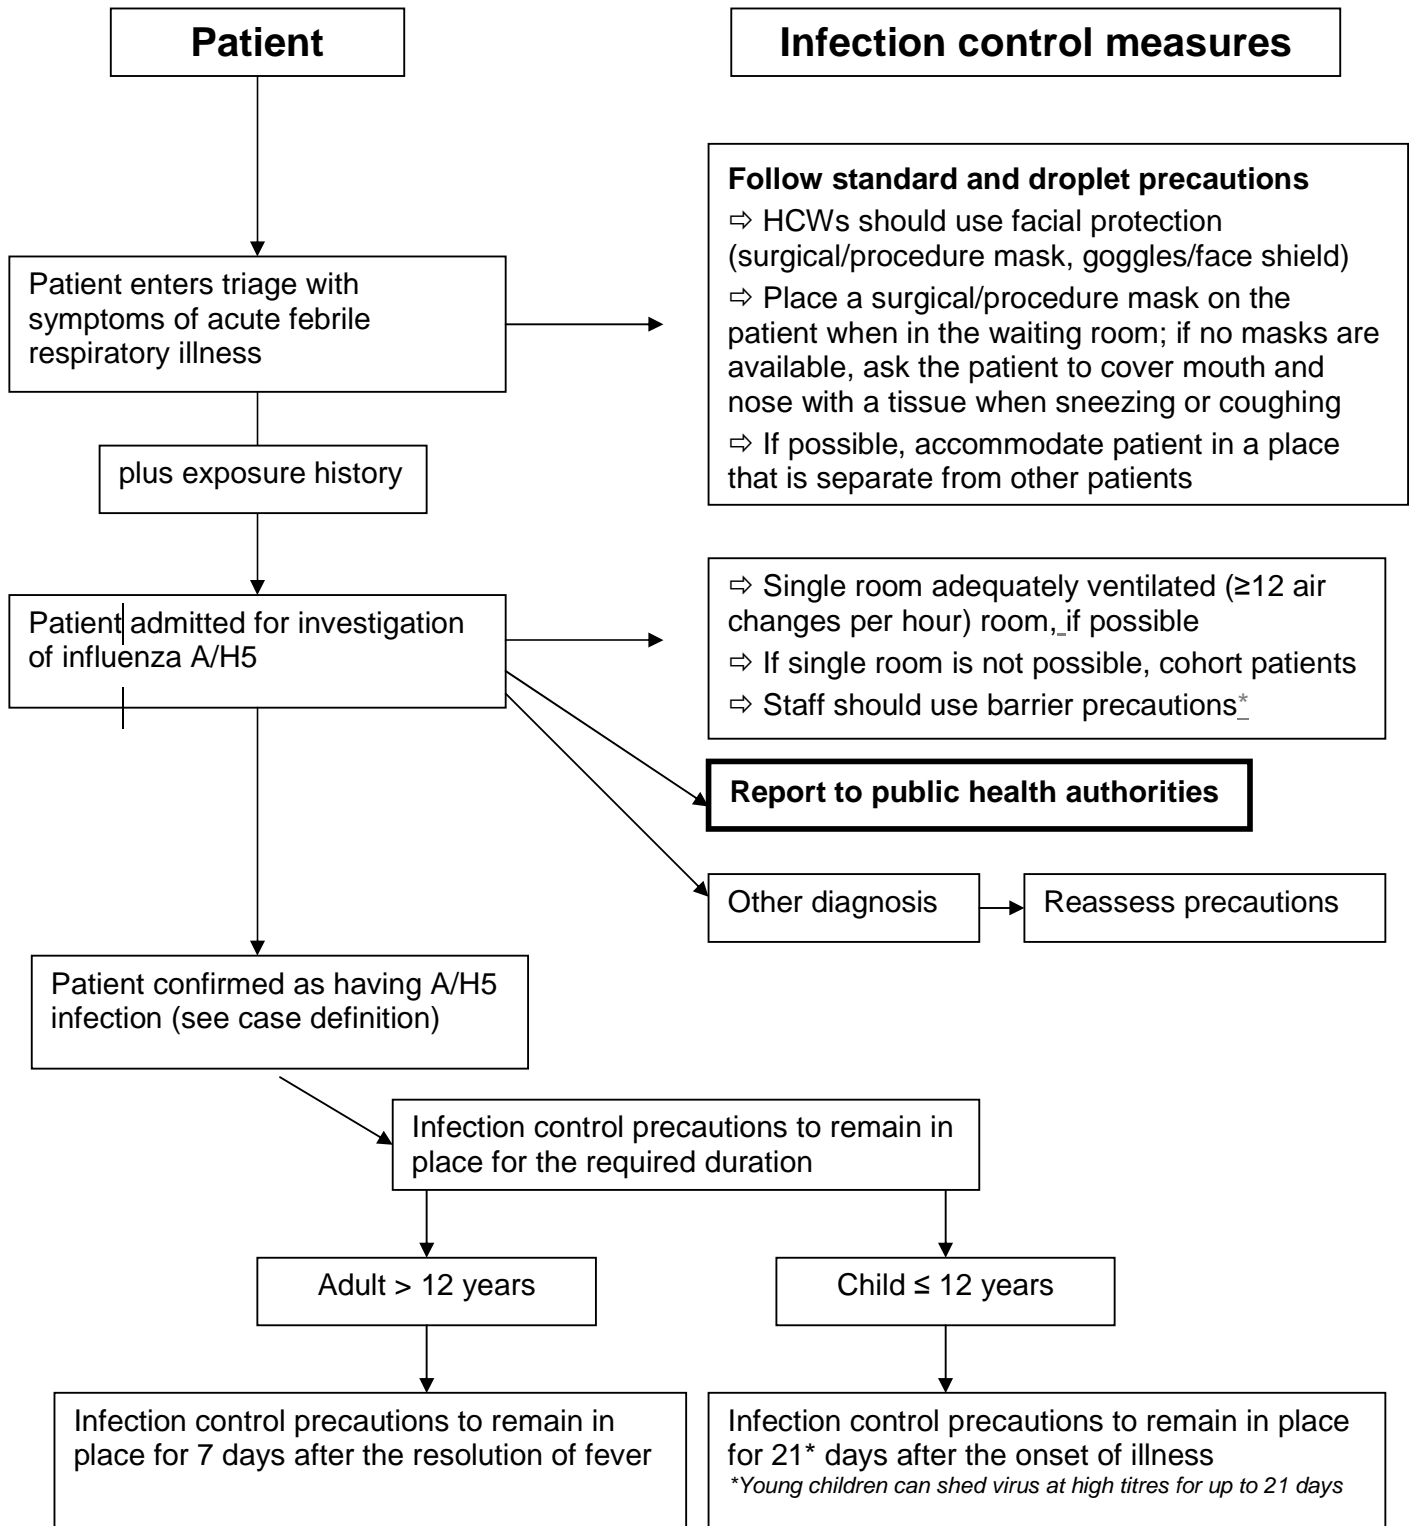 Patient
Infection control measures
Follow standard and droplet precautions
⇨ HCWs should use facial protection
(surgical/procedure mask, goggles/face shield)
⇨ Place a surgical/procedure mask on the
patient when in the waiting room; if no masks are
available, ask the patient to cover mouth and
nose with a tissue when sneezing or coughing
⇨ If possible, accommodate patient in a place
that is separate from other patients
Patient enters triage with
symptoms of acute febrile
respiratory illness
plus exposure history
Patient admitted for investigation
of influenza A/H5
⇨ Single room adequately ventilated (≥12 air
changes per hour) room, if possible
⇨ If single room is not possible, cohort patients
⇨ Staff should use barrier precautions*
Report to public health authorities
Other diagnosis
Reassess precautions
Patient confirmed as having A/H5
infection (see case definition)
Infection control precautions to remain in
place for the required duration
Adult > 12 years
Child ≤ 12 years
Infection control precautions to remain in
place for 7 days after the resolution of fever
Infection control precautions to remain in place
for 21* days after the onset of illness
*Young children can shed virus at high titres for up to 21 days